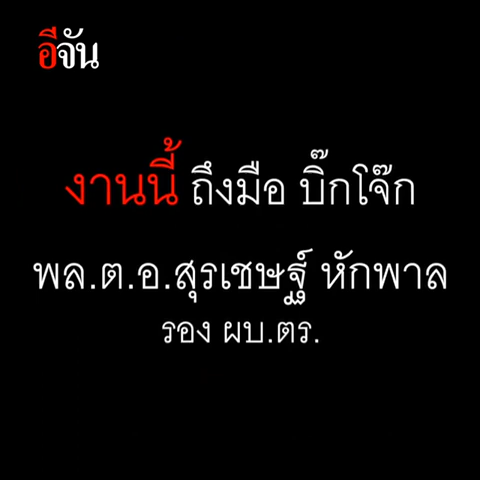 อีจัน
งานนี้ ถึงมือ บิ๊กโจ๊ก
พล.ต.อ.สุรเชษฐ์ หักพาล
รอง ผบ.ตร.